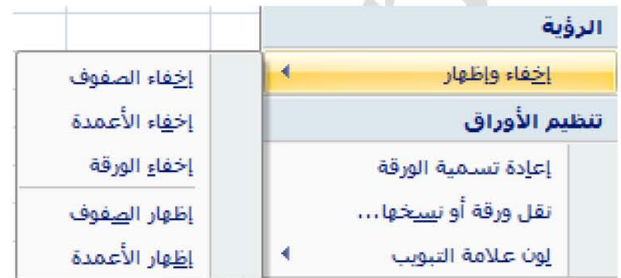 الرؤية
إخفاء وإظهار
إخفاء الصفوف
إخفاء الأعمدة
إخفاء الورقة
إظهار الصفوف
إظهار الأعمدة
تنظيم الأوراق
إعادة تسمية الورقة
نقل ورقة أو نسخها...
لون علامة التبويب